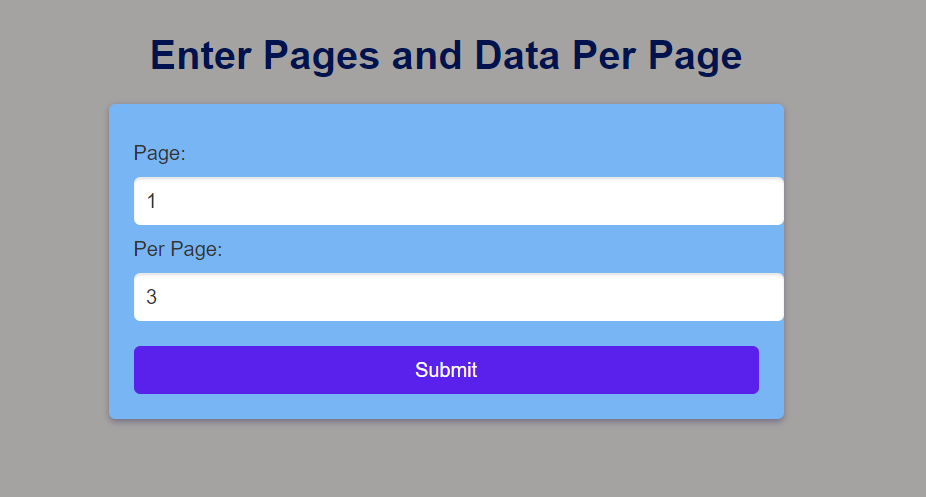 Enter Pages and Data Per Page
Page:
1
Per Page:
3
Submit